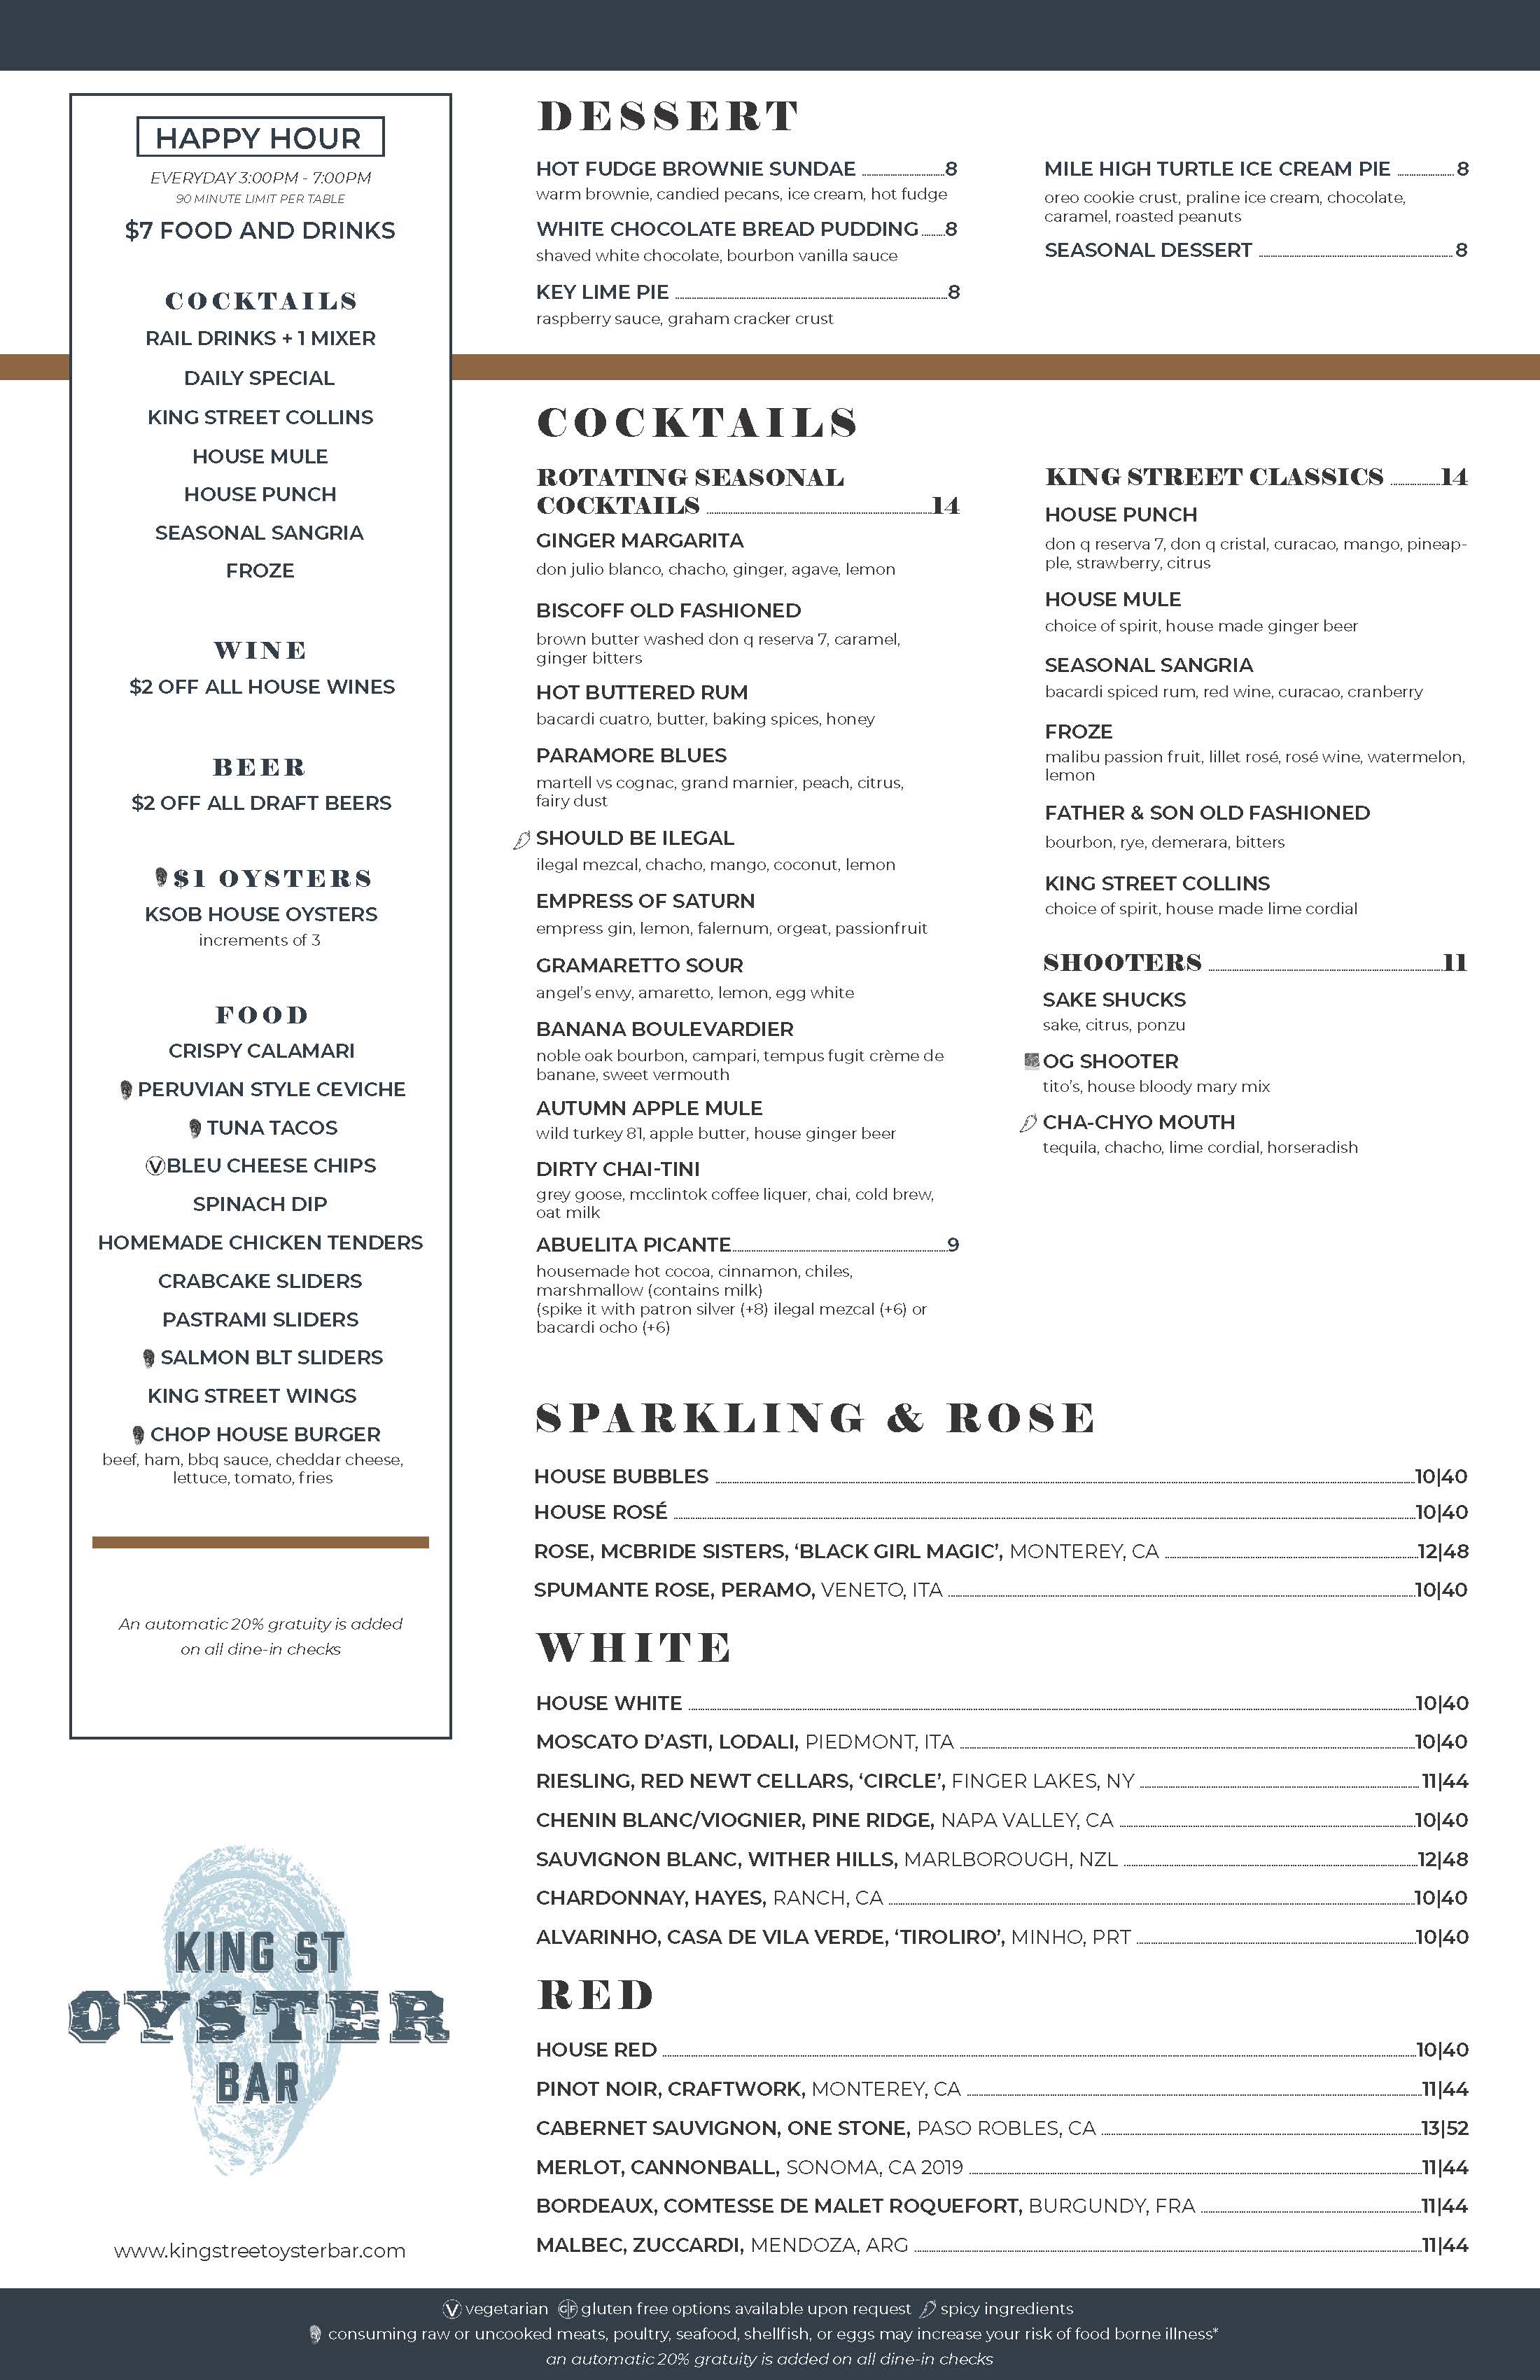 HAPPY HOUR
EVERYDAY 3:00PM - 7:00PM
90 MINUTE LIMIT PER TABLE
$7 FOOD AND DRINKS
COCKTAILS
RAIL DRINKS + 1 MIXER
DAILY SPECIAL
KING STREET COLLINS
HOUSE MULE
HOUSE PUNCH
SEASONAL SANGRIA
FROZE
WINE
$2 OFF ALL HOUSE WINES
BEER
$2 OFF ALL DRAFT BEERS
$1 OYSTERS
KSOB HOUSE OYSTERS
increments of 3
FOOD
CRISPY CALAMARI
PERUVIAN STYLE CEVICHE
TUNA TACOS
Ⓥ BLEU CHEESE CHIPS
SPINACH DIP
HOMEMADE CHICKEN TENDERS
CRABCAKE SLIDERS
PASTRAMI SLIDERS
SALMON BLT SLIDERS
KING STREET WINGS
CHOP HOUSE BURGER
beef, ham, bbq sauce, cheddar cheese,
lettuce, tomato, fries
An automatic 20% gratuity is added
on all dine-in checks
KING ST
OYSTER
BAR
www.kingstreetoysterbar.com
DESSERT
HOT FUDGE BROWNIE SUNDAE 8
warm brownie, candied pecans, ice cream, hot fudge
WHITE CHOCOLATE BREAD PUDDING 8
shaved white chocolate, bourbon vanilla sauce
KEY LIME PIE 8
raspberry sauce, graham cracker crust
MILE HIGH TURTLE ICE CREAM PIE 8
oreo cookie crust, praline ice cream, chocolate,
caramel, roasted peanuts
SEASONAL DESSERT 8
COCKTAILS
ROTATING SEASONAL
COCKTAILS 14
GINGER MARGARITA
don julio blanco, chacho, ginger, agave, lemon
BISCOFF OLD FASHIONED
brown butter washed don q reserva 7, caramel,
ginger bitters
HOT BUTTERED RUM
bacardi cuatro, butter, baking spices, honey
PARAMORE BLUES
martell vs cognac, grand marnier, peach, citrus,
fairy dust
SHOULD BE ILEGAL
ilegal mezcal, chacho, mango, coconut, lemon
EMPRESS OF SATURN
empress gin, lemon, falernum, orgeat, passionfruit
GRAMARETTO SOUR
angel's envy, amaretto, lemon, egg white
BANANA BOULEVARDIER
noble oak bourbon, campari, tempus fugit crème de
banane, sweet vermouth
AUTUMN APPLE MULE
wild turkey 81, apple butter, house ginger beer
DIRTY CHAI-TINI
grey goose, mcclintok coffee liquer, chai, cold brew,
oat milk
ABUELITA PICANTE 9
housemade hot cocoa, cinnamon, chiles,
marshmallow (contains milk)
(spike it with patron silver (+8) ilegal mezcal (+6) or
bacardi ocho (+6)
KING STREET CLASSICS 14
HOUSE PUNCH
don q reserva 7, don q cristal, curacao, mango, pineap-
ple, strawberry, citrus
HOUSE MULE
choice of spirit, house made ginger beer
SEASONAL SANGRIA
bacardi spiced rum, red wine, curacao, cranberry
FROZE
malibu passion fruit, lillet rosé, rosé wine, watermelon,
lemon
FATHER & SON OLD FASHIONED
bourbon, rye, demerara, bitters
KING STREET COLLINS
choice of spirit, house made lime cordial
SHOOTERS 11
SAKE SHUCKS
sake, citrus, ponzu
OG SHOOTER
tito's, house bloody mary mix
CHA-CHYO MOUTH
tequila, chacho, lime cordial, horseradish
SPARKLING & ROSE
HOUSE BUBBLES 10|40
HOUSE ROSÉ 10|40
ROSE, MCBRIDE SISTERS, ‘BLACK GIRL MAGIC’, MONTEREY, CA 12|48
SPUMANTE ROSE, PERAMO, VENETO, ITA 10|40
WHITE
HOUSE WHITE 10|40
MOSCATO D’ASTI, LODALI, PIEDMONT, ITA 10|40
RIESLING, RED NEWT CELLARS, ‘CIRCLE’, FINGER LAKES, NY 11|44
CHENIN BLANC/VIOGNIER, PINE RIDGE, NAPA VALLEY, CA 10|40
SAUVIGNON BLANC, WITHER HILLS, MARLBOROUGH, NZL 12|48
CHARDONNAY, HAYES, RANCH, CA 10|40
ALVARINHO, CASA DE VILA VERDE, ‘TIROLIRO’, MINHO, PRT 10|40
RED
HOUSE RED 10|40
PINOT NOIR, CRAFTWORK, MONTEREY, CA 11|44
CABERNET SAUVIGNON, ONE STONE, PASO ROBLES, CA 13|52
MERLOT, CANNONBALL, SONOMA, CA 2019 11|44
BORDEAUX, COMTESSE DE MALET ROQUEFORT, BURGUNDY, FRA 11|44
MALBEC, ZUCCARDI, MENDOZA, ARG 11|44
Ⓥ vegetarian GF gluten free options available upon request spicy ingredients
consuming raw or uncooked meats, poultry, seafood, shellfish, or eggs may increase your risk of food borne illness*
an automatic 20% gratuity is added on all dine-in checks